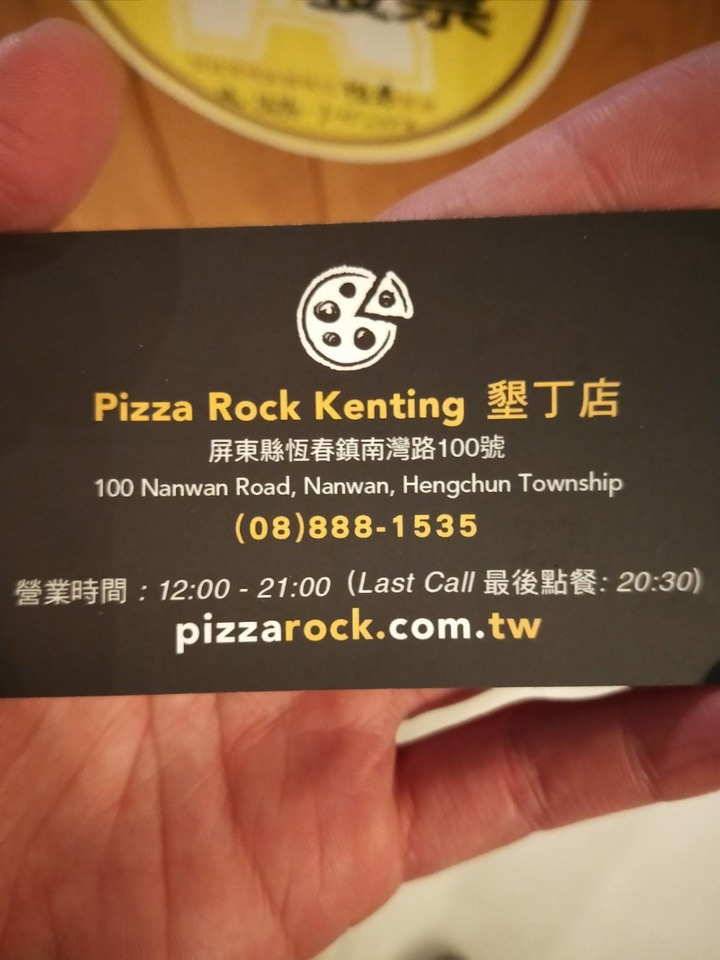 Pizza Rock Kenting 墾丁店
屏東縣恆春鎮南灣路100號
100 Nanwan Road, Nanwan, Hengchun Township
(08)888-1535
營業時間：12:00 - 21:00（Last Call 最後點餐: 20:30)
pizzarock.com.tw